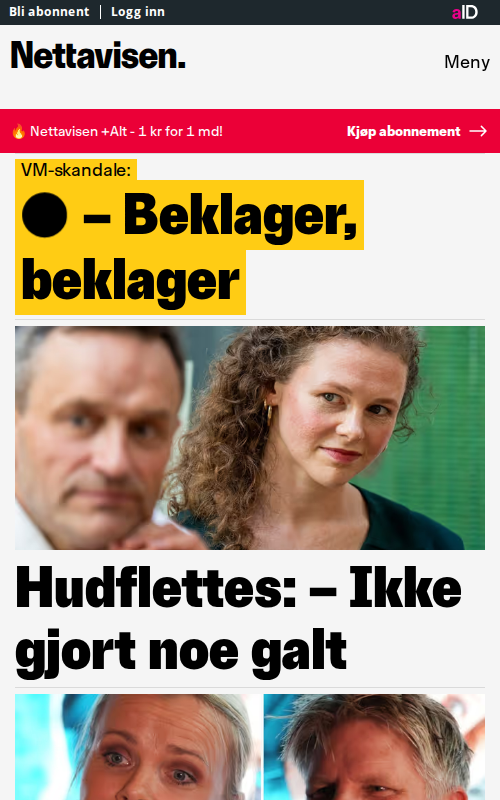 Bli abonnent | Logg inn
aID
Nettavisen.
Meny
🔥 Nettavisen +Alt - 1 kr for 1 md!
Kjøp abonnement →
VM-skandale:
⚫ – Beklager,
beklager
Hudflettes: – Ikke
gjort noe galt